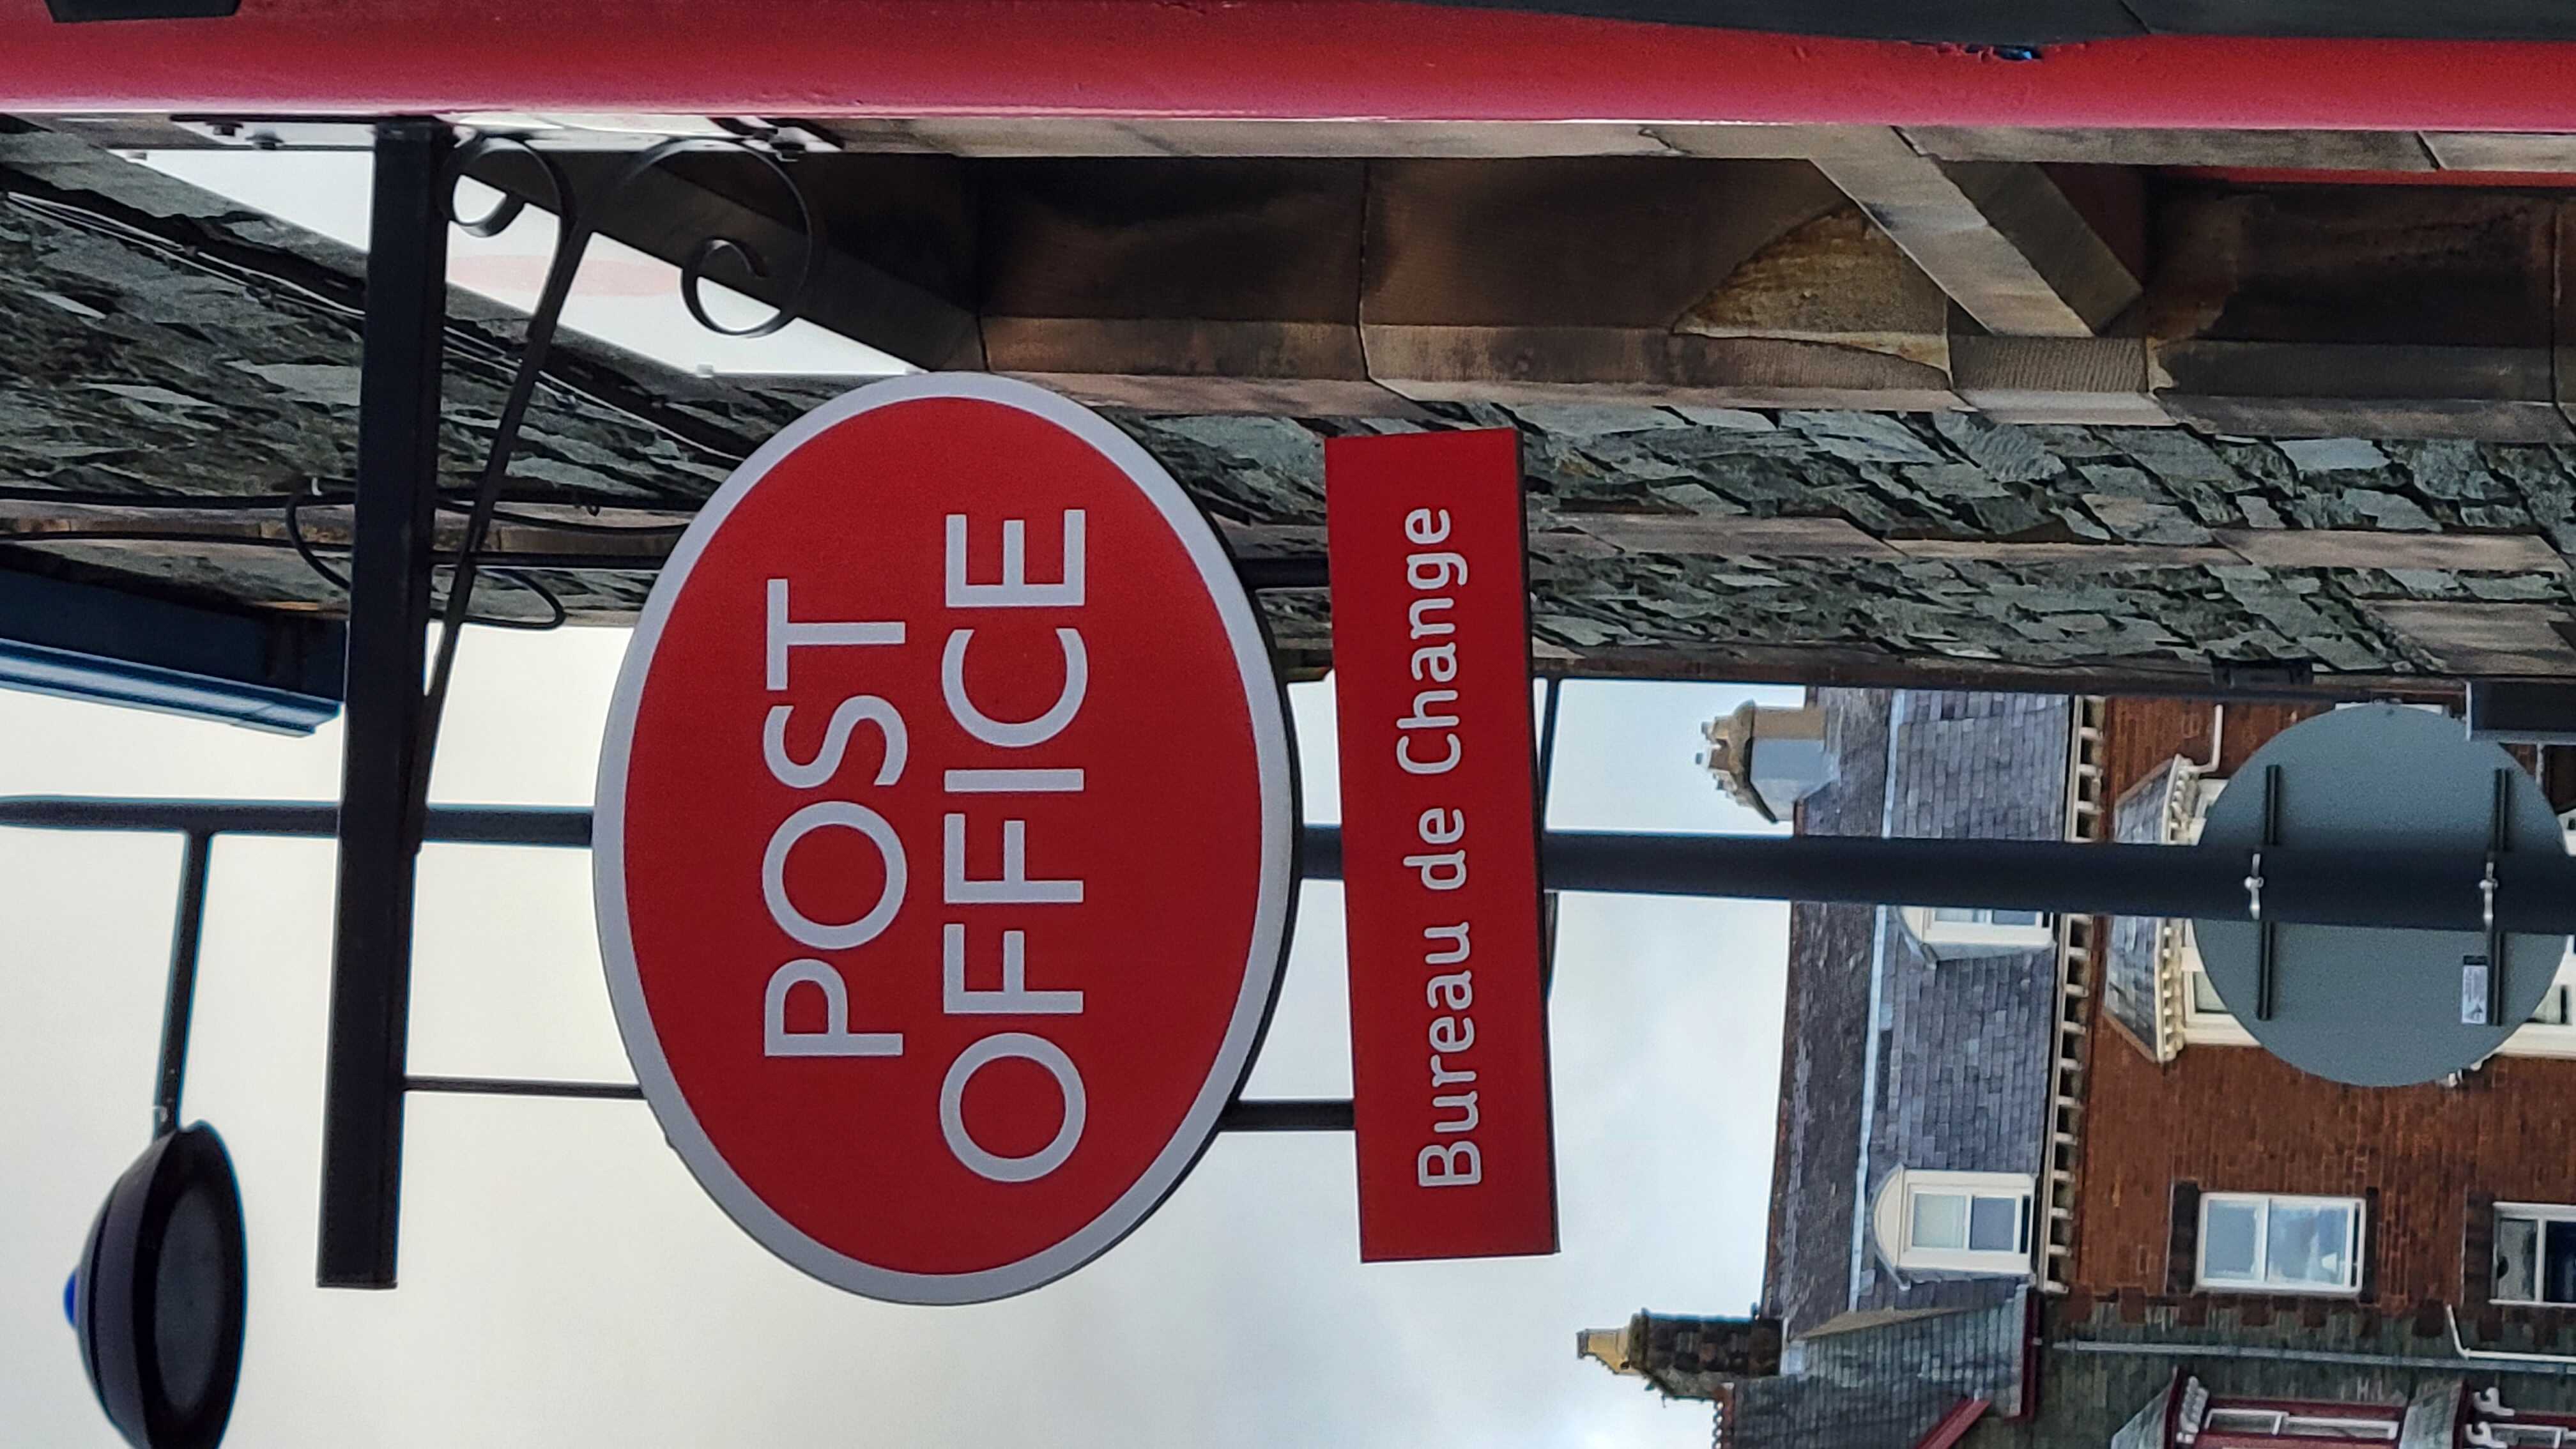 POST
OFFICE
Bureau de Change